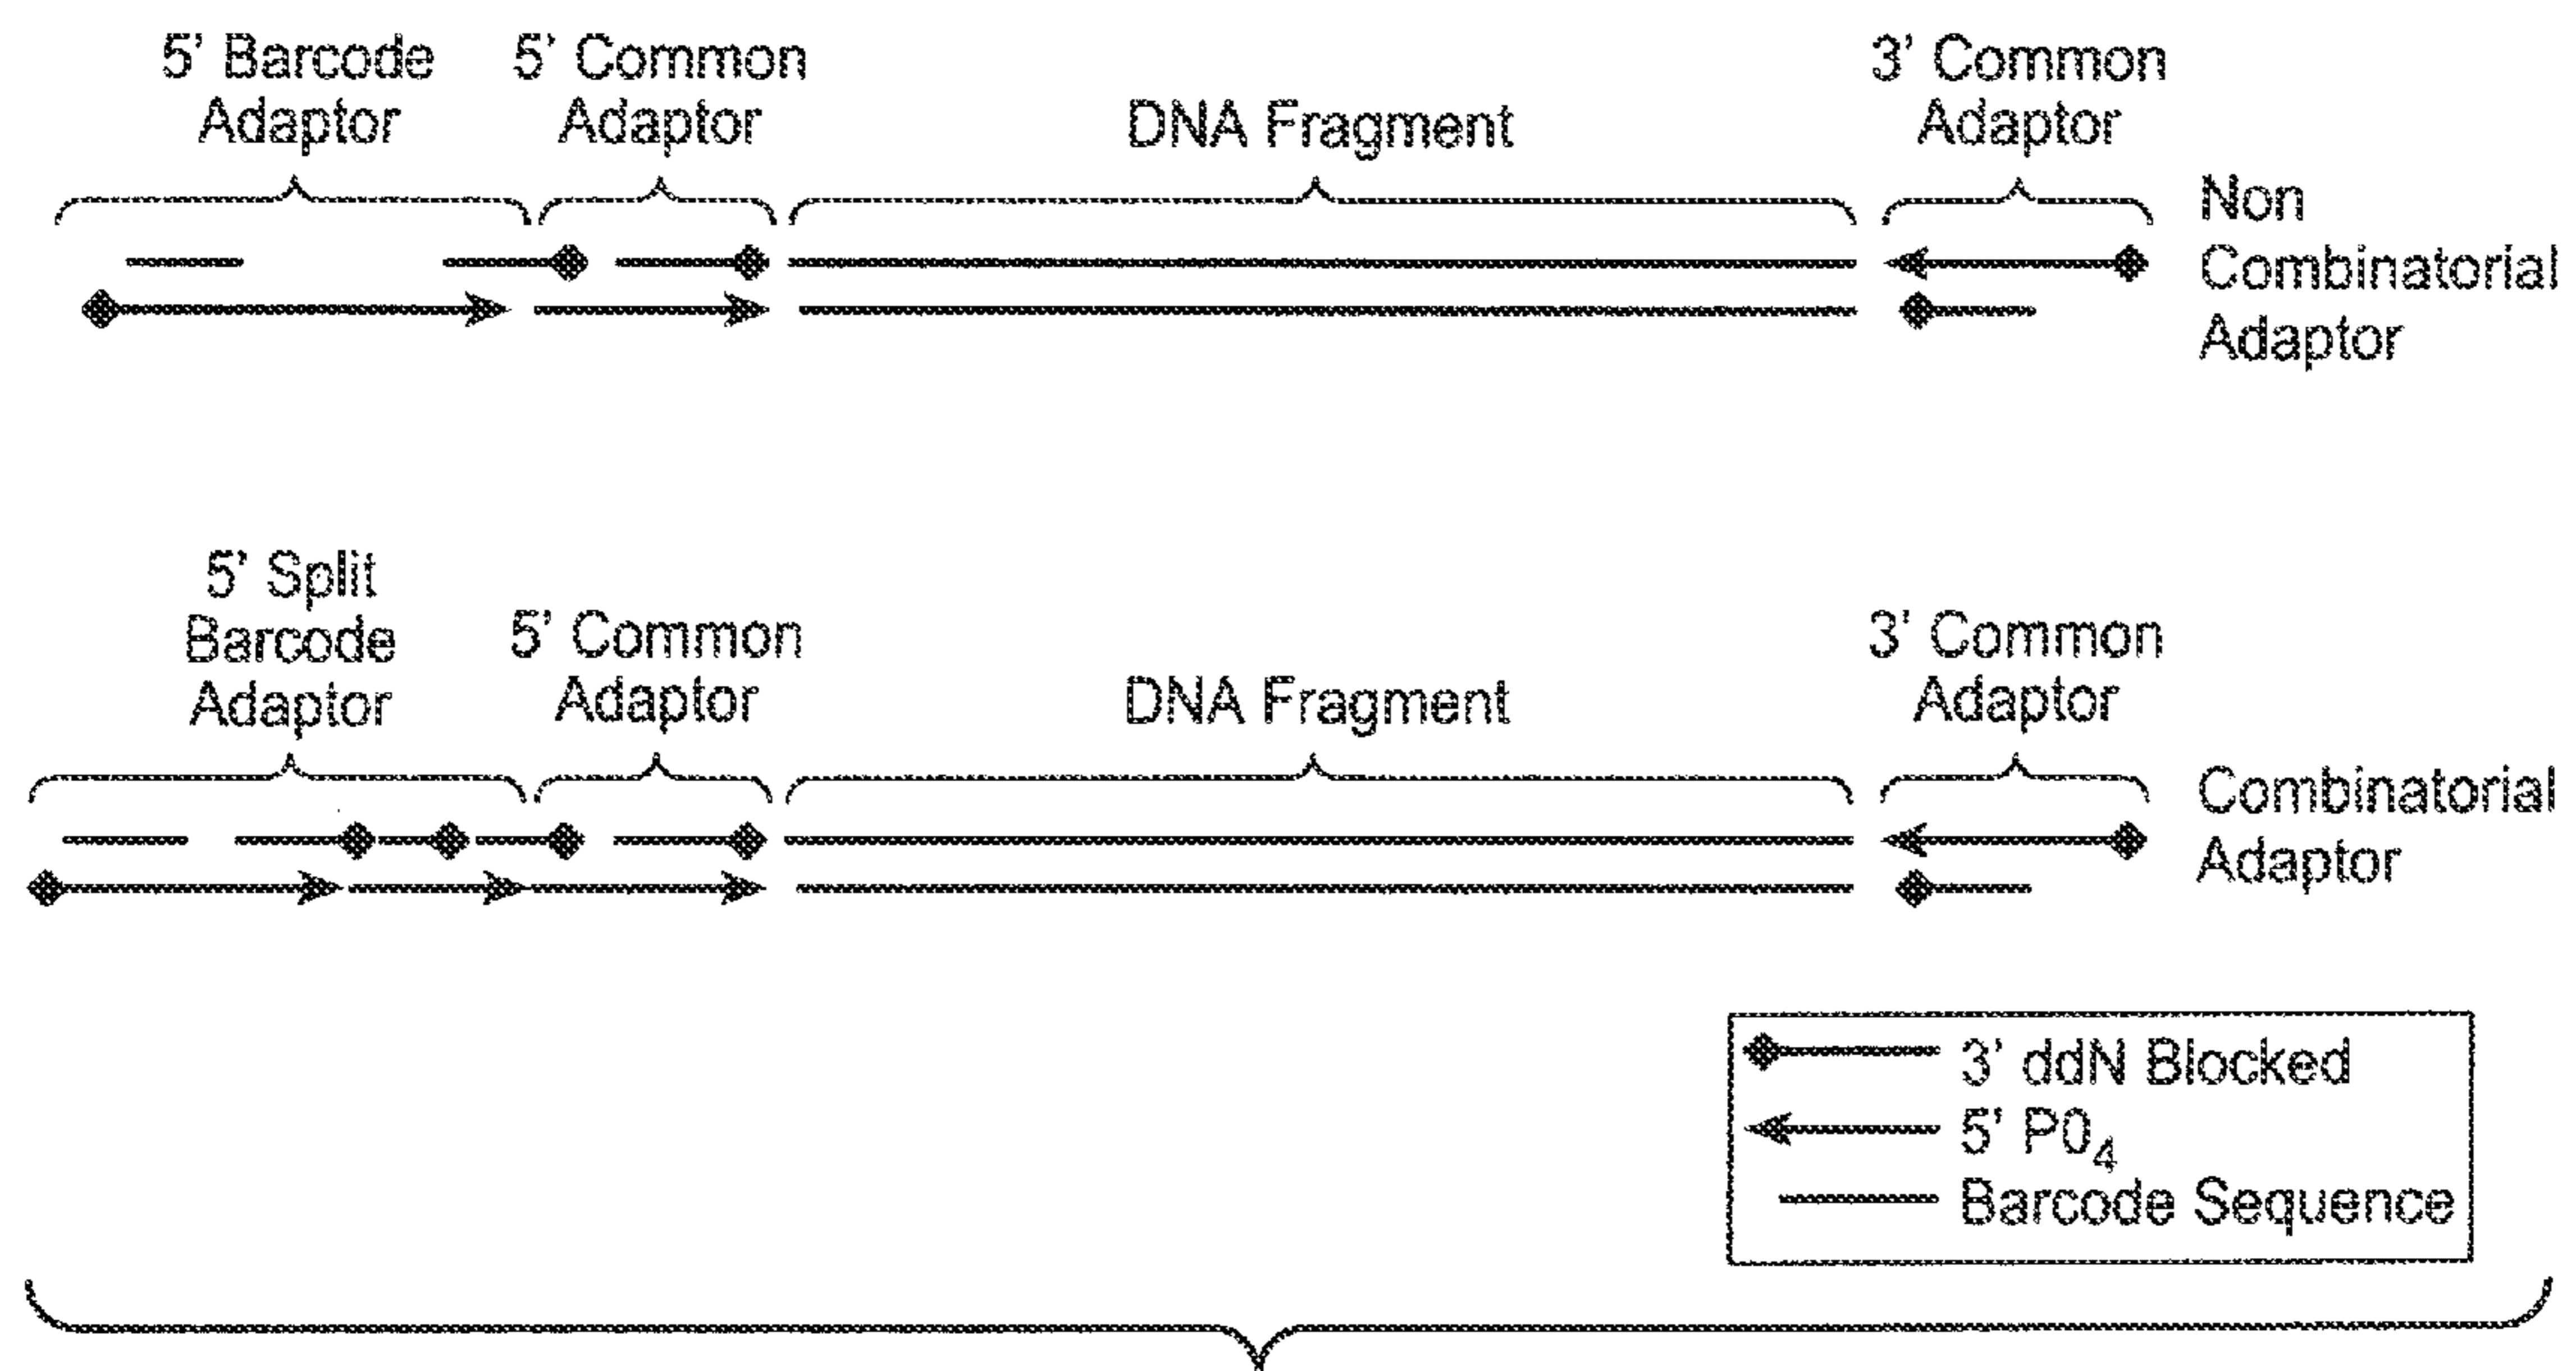 5' Barcode
Adaptor
5' Common
Adaptor
DNA Fragment
3' Common
Adaptor
Non
Combinatorial
Adaptor
5' Split
Barcode
Adaptor
5' Common
Adaptor
DNA Fragment
3' Common
Adaptor
Combinatorial
Adaptor
3' ddN Blocked
5' P0₄
Barcode Sequence